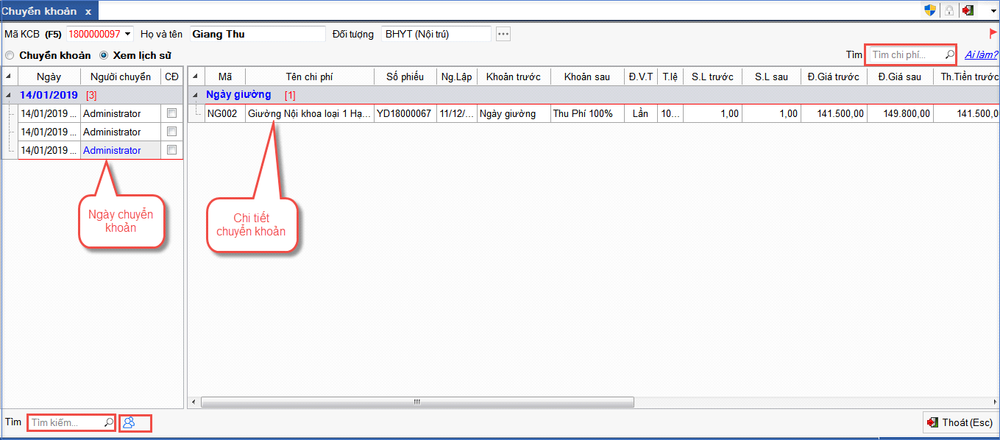 Chuyển khoản x
Mã KCB (F5) 1800000097 Họ và tên Giang Thu Đối tượng BHYT (Nội trú) ...
Chuyển khoản Xem lịch sử Tìm Tìm chi phí... Ai làm?
Ngày Người chuyển CĐ Mã Tên chi phí Số phiếu Ng.Lập Khoản trước Khoản sau Đ.V.T T.lệ S.L trước S.L sau Đ.Giá trước Đ.Giá sau Th.Tiền trước
14/01/2019 [3] Ngày giường [1]
14/01/2019 ... Administrator NG002 Giường Nội khoa loại 1 Hạ... YD18000067 11/12/... Ngày giường Thu Phí 100% Lần 10... 1,00 1,00 141.500,00 149.800,00 141.500,0
14/01/2019 ... Administrator
14/01/2019 ... Administrator
Ngày chuyển
khoản
Chi tiết
chuyển khoản
Tìm Tìm kiếm... Thoát (Esc)